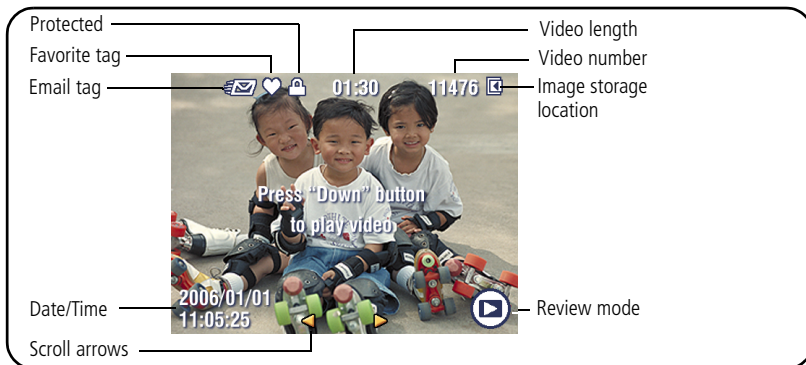 Protected
Favorite tag
Email tag
Video length
Video number
Image storage
location
01:30
11476
Press “Down” button
to play video
2006/01/01
11:05:25
Date/Time
Scroll arrows
Review mode